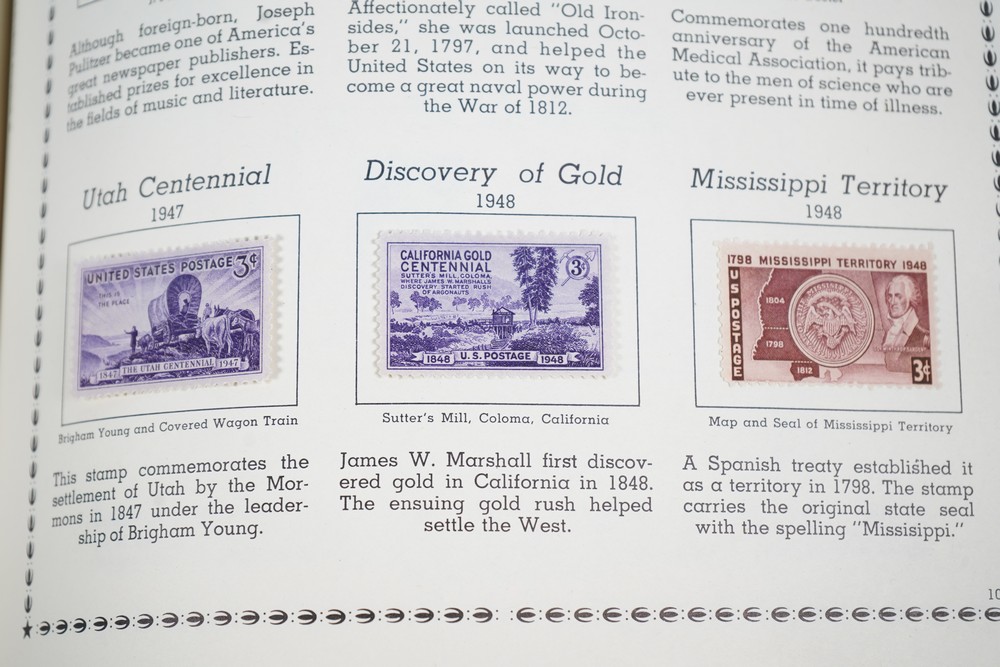 Although foreign-born, Joseph
Pulitzer became one of America's
great newspaper publishers. Es-
tablished prizes for excellence in
the fields of music and literature.
Affectionately called "Old Iron-
sides," she was launched Octo-
ber 21, 1797, and helped the
United States on its way to be-
come a great naval power during
the War of 1812.
Commemorates one hundredth
anniversary of the American
Medical Association, it pays trib-
ute to the men of science who are
ever present in time of illness.
Utah Centennial
1947
UNITED STATES POSTAGE 3¢
THIS IS
THE PLACE
1847 THE UTAH CENTENNIAL 1947
Brigham Young and Covered Wagon Train
This stamp commemorates the
settlement of Utah by the Mor-
mons in 1847 under the leader-
ship of Brigham Young.
Discovery of Gold
1948
CALIFORNIA GOLD
CENTENNIAL 3¢
SUTTER'S MILL, COLOMA,
WHERE JAMES W. MARSHALL'S
DISCOVERY STARTED RUSH
OF ARGONAUTS
1848 U.S. POSTAGE 1948
Sutter's Mill, Coloma, California
James W. Marshall first discov-
ered gold in California in 1848.
The ensuing gold rush helped
settle the West.
Mississippi Territory
1948
1798 MISSISSIPPI TERRITORY 1948
US POSTAGE
1804
1798
1812
3¢
Map and Seal of Mississippi Territory
A Spanish treaty established it
as a territory in 1798. The stamp
carries the original state seal
with the spelling "Missisippi."
10